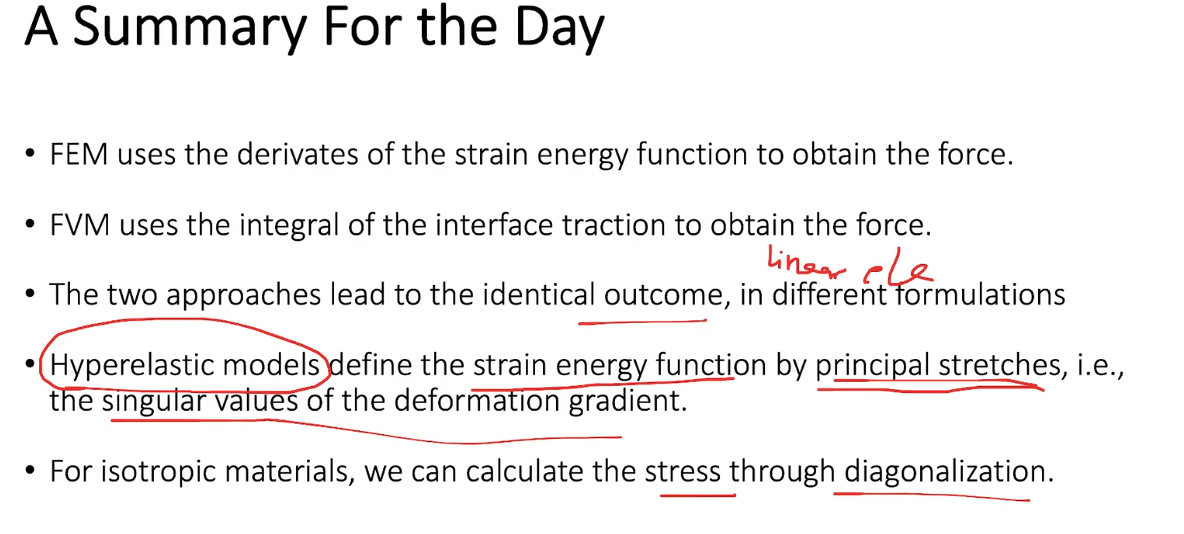 A Summary For the Day
• FEM uses the derivates of the strain energy function to obtain the force.
• FVM uses the integral of the interface traction to obtain the force.
linear ele
• The two approaches lead to the identical outcome, in different formulations
• Hyperelastic models define the strain energy function by principal stretches, i.e.,
the singular values of the deformation gradient.
• For isotropic materials, we can calculate the stress through diagonalization.